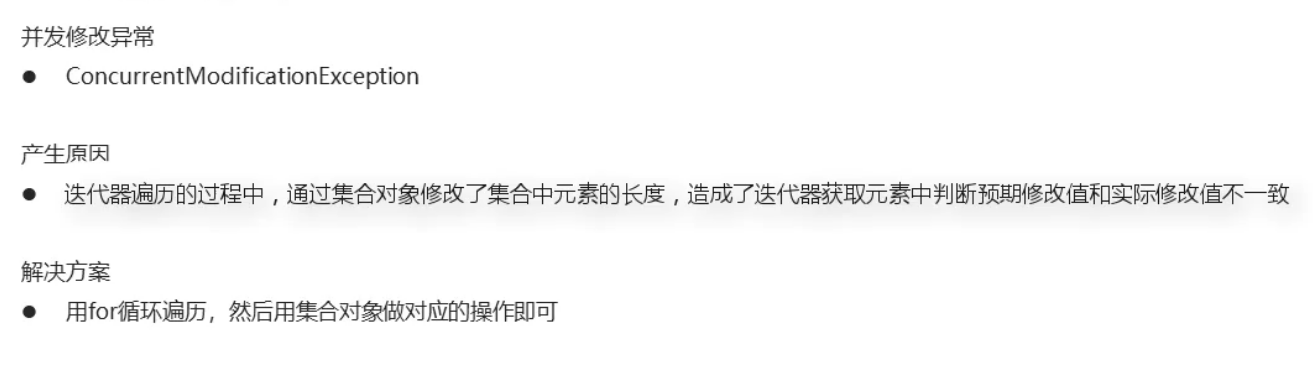 并发修改异常
● ConcurrentModificationException
产生原因
● 迭代器遍历的过程中，通过集合对象修改了集合中元素的长度，造成了迭代器获取元素中判断预期修改值和实际修改值不一致
解决方案
● 用for循环遍历，然后用集合对象做对应的操作即可